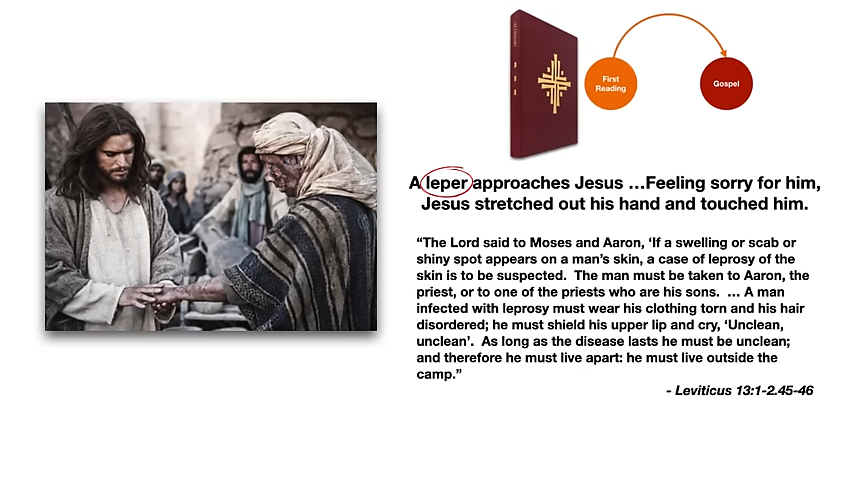 First
Reading
Gospel
A leper approaches Jesus …Feeling sorry for him,
Jesus stretched out his hand and touched him.
“The Lord said to Moses and Aaron, ‘If a swelling or scab or
shiny spot appears on a man’s skin, a case of leprosy of the
skin is to be suspected.  The man must be taken to Aaron, the
priest, or to one of the priests who are his sons.  … A man
infected with leprosy must wear his clothing torn and his hair
disordered; he must shield his upper lip and cry, ‘Unclean,
unclean’.  As long as the disease lasts he must be unclean;
and therefore he must live apart: he must live outside the
camp.”
- Leviticus 13:1-2.45-46